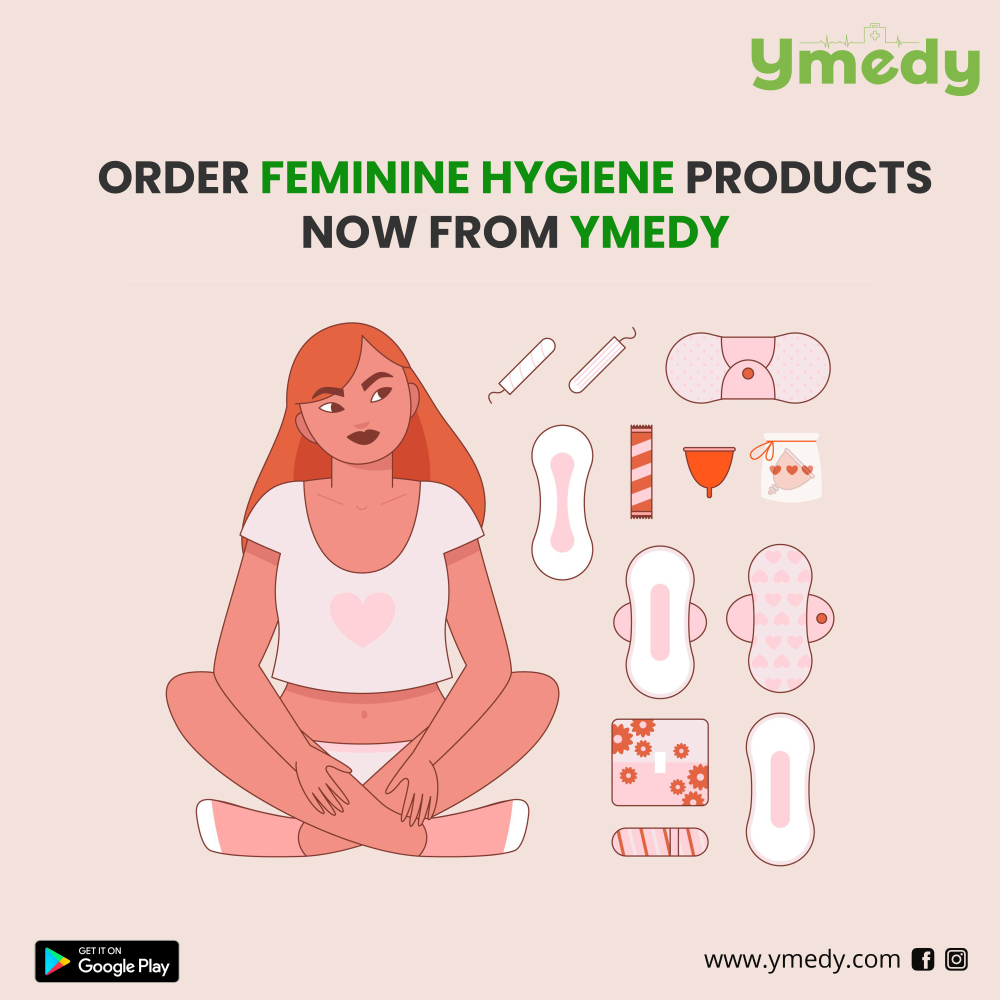 Ymedy
ORDER FEMININE HYGIENE PRODUCTS
NOW FROM YMEDY
GET IT ON
Google Play
www.ymedy.com